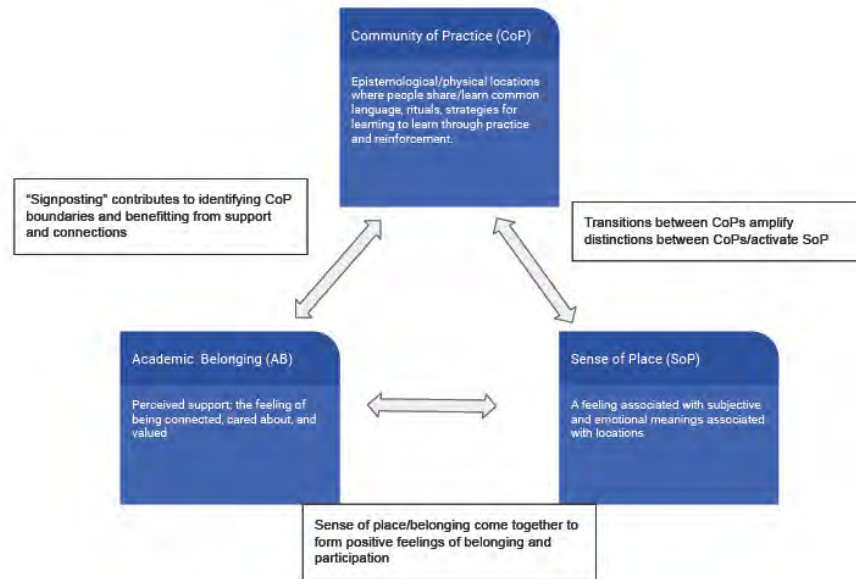 Community of Practice (CoP)
Epistemological/physical locations
where people share/learn common
language, rituals, strategies for
learning to learn through practice
and reinforcement.
"Signposting" contributes to identifying CoP
boundaries and benefitting from support
and connections
Transitions between CoPs amplify
distinctions between CoPs/activate SoP
Academic Belonging (AB)
Perceived support; the feeling of
being connected, cared about, and
valued
Sense of Place (SoP)
A feeling associated with subjective
and emotional meanings associated
with locations
Sense of place/belonging come together to
form positive feelings of belonging and
participation